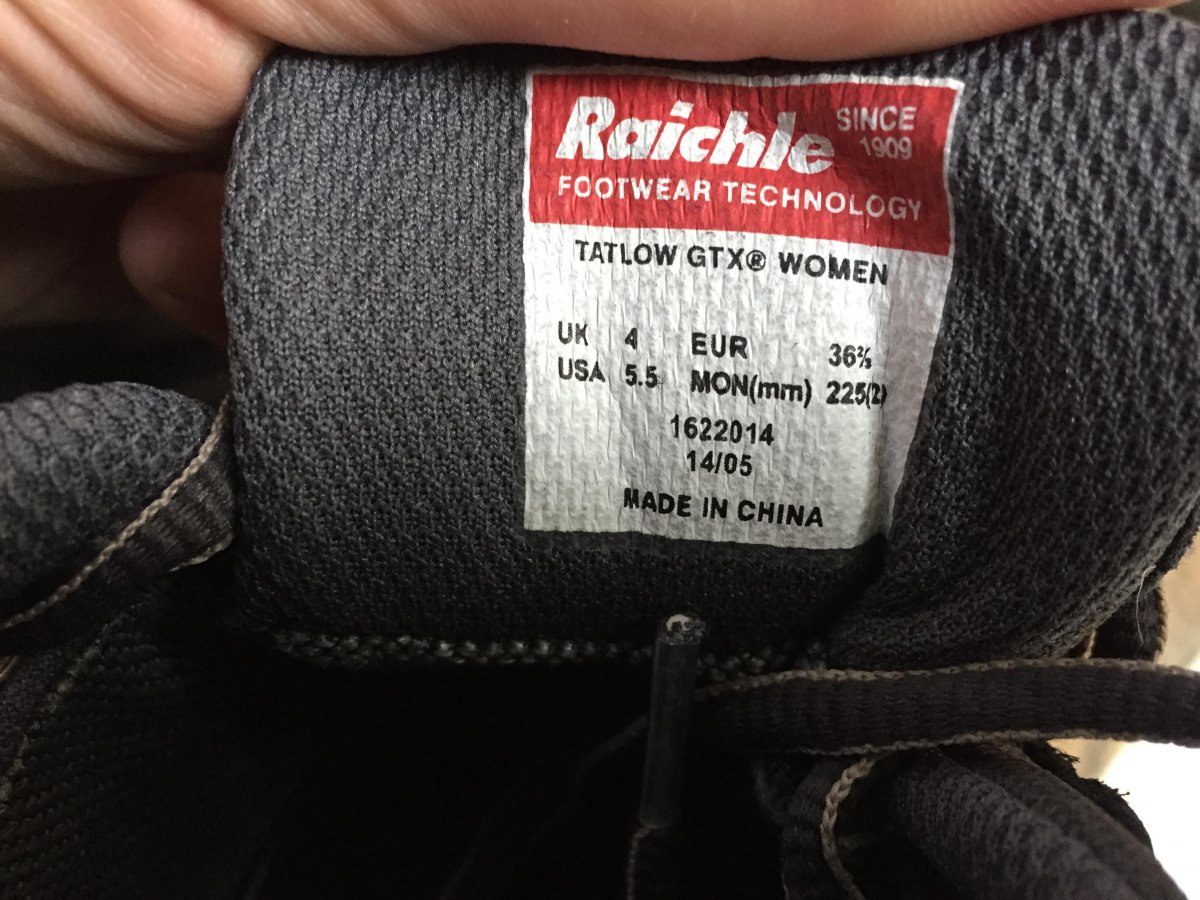 Raichle SINCE 1909
FOOTWEAR TECHNOLOGY
TATLOW GTX® WOMEN
UK 4 EUR 36⅔
USA 5.5 MON(mm) 225(2)
1622014
14/05
MADE IN CHINA